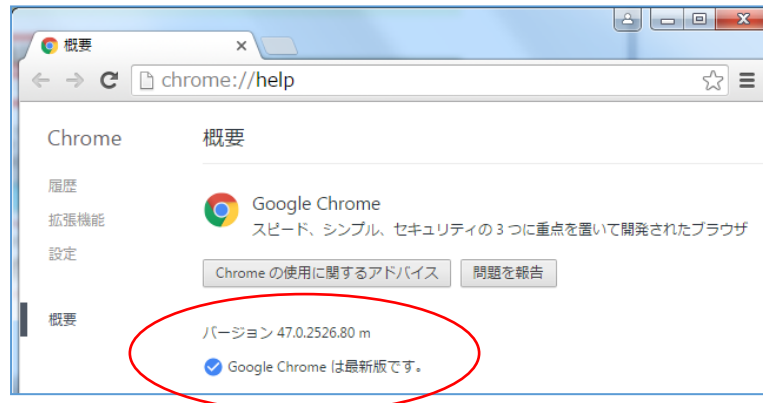 概要
chrome://help
Chrome
概要
履歴
拡張機能
設定
概要
Google Chrome
スピード、シンプル、セキュリティの 3 つに重点を置いて開発されたブラウザ
Chrome の使用に関するアドバイス
問題を報告
バージョン 47.0.2526.80 m
Google Chrome は最新版です。